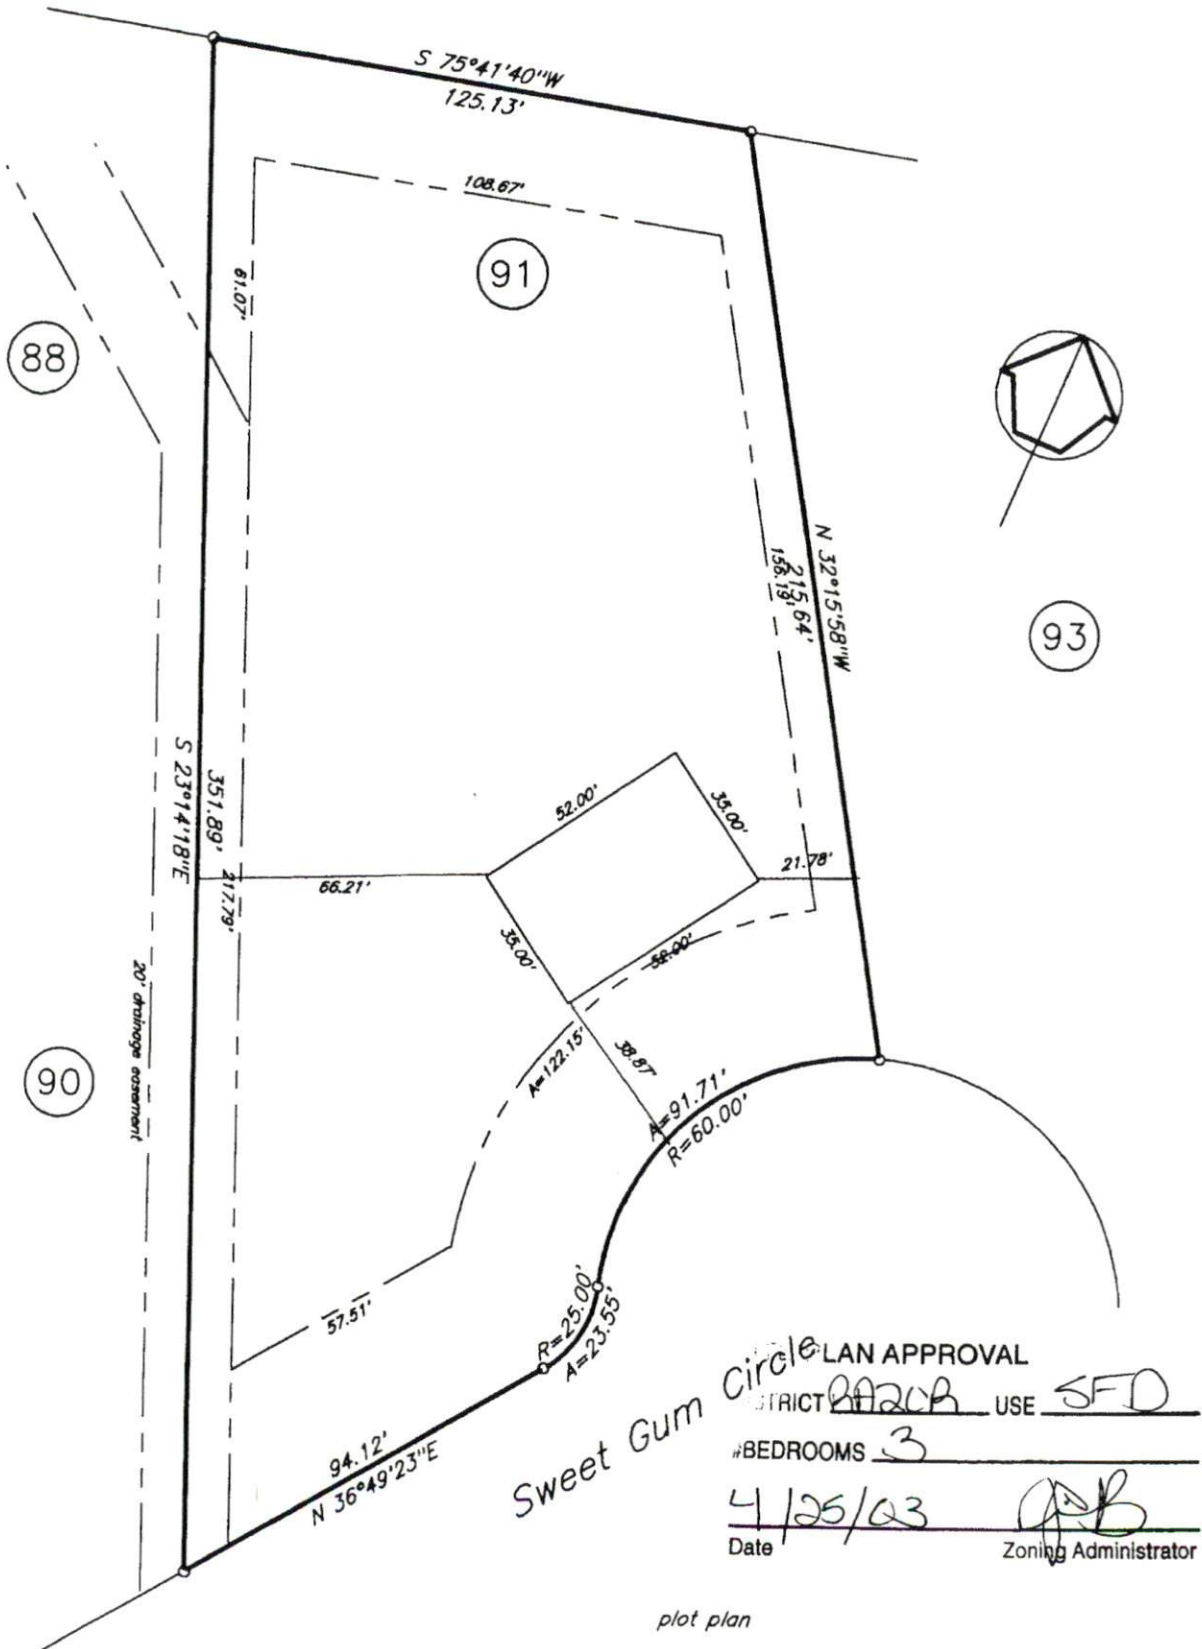 S 75°41'40"W
125.13'
108.67'
91
61.07'
88
N 32°15'58"W
215.64'
156.19'
93
S 23°14'18"E
351.89'
217.79'
52.00'
35.00'
21.78'
66.21'
35.00'
52.00'
20' drainage easement
90
A=122.15'
38.87'
A=91.71'
R=60.00'
57.51'
R=25.00'
A=23.55'
94.12'
N 36°49'23"E
Sweet Gum Circle
LAN APPROVAL
TRICT RA20R USE SFD
#BEDROOMS 3
4/25/03
Date Zoning Administrator
plot plan